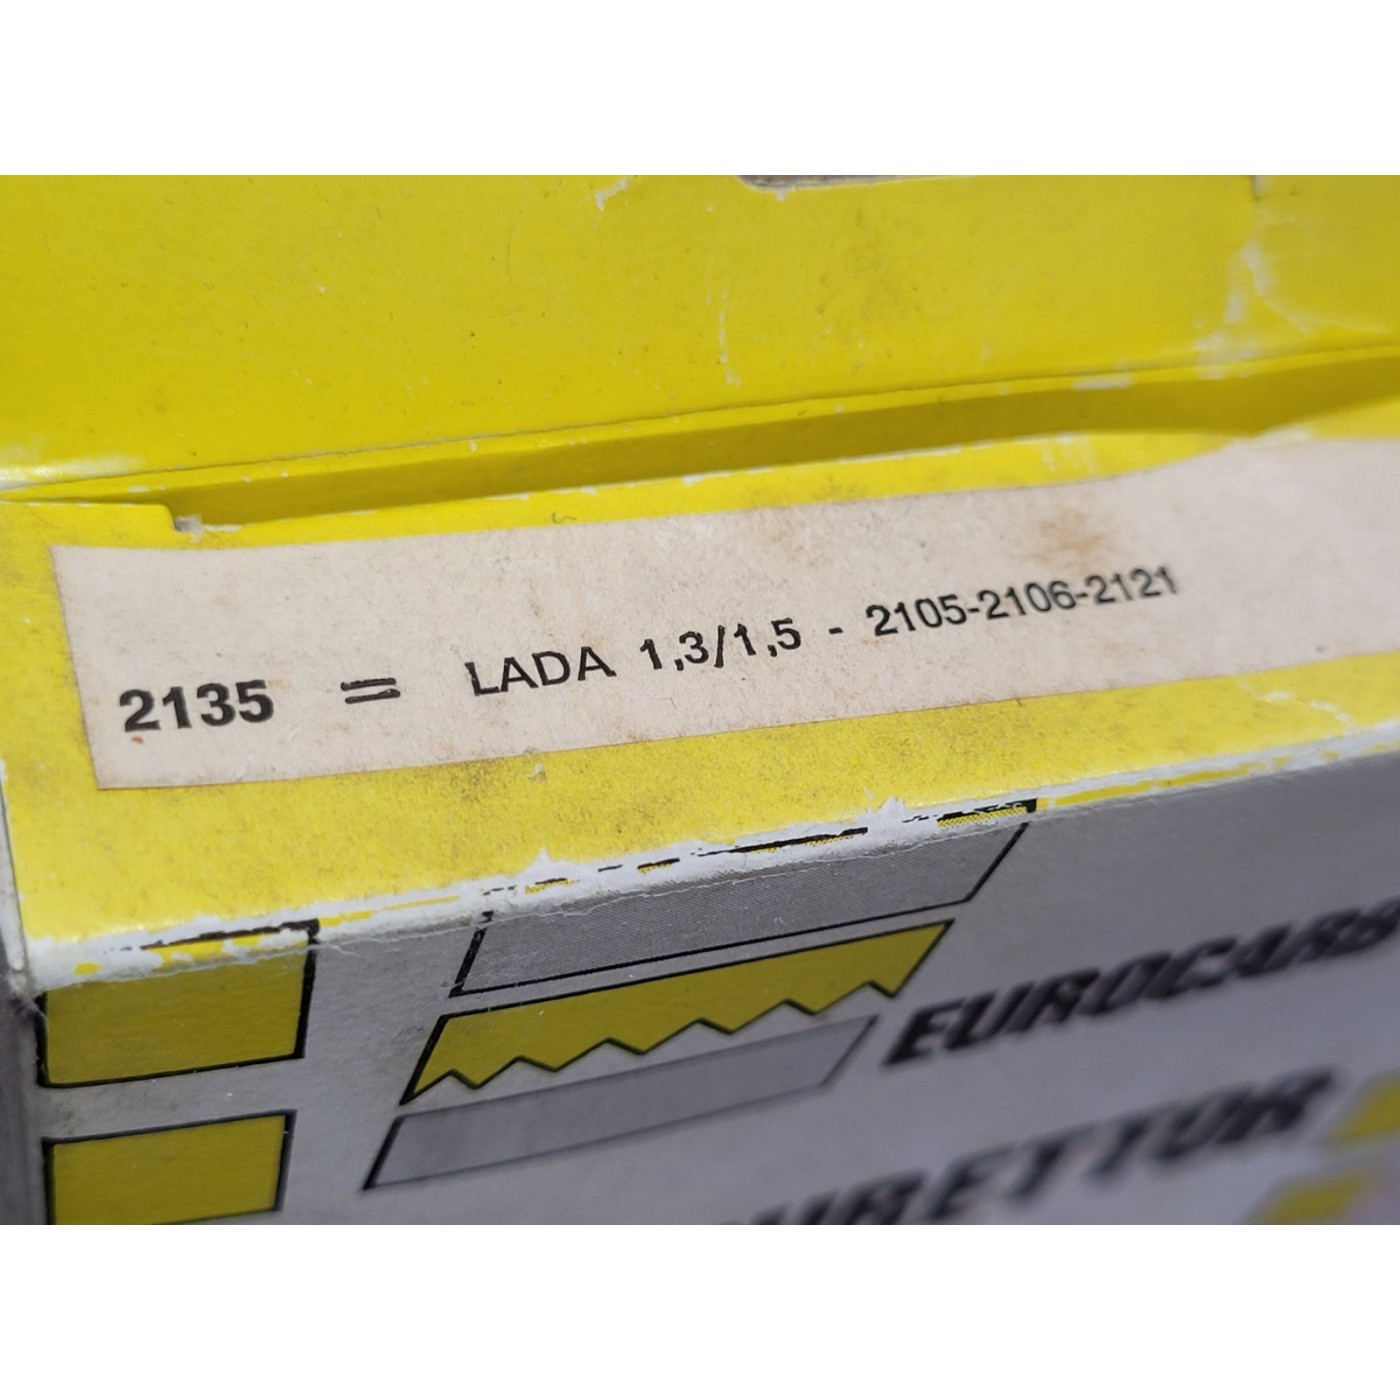 2135 = LADA 1,3/1,5 - 2105-2106-2121
EUROCARB